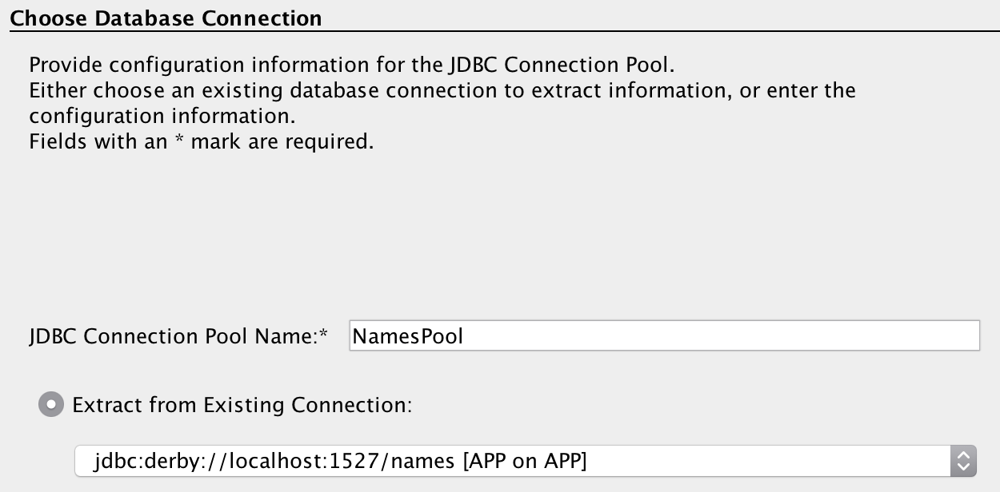 Choose Database Connection
Provide configuration information for the JDBC Connection Pool.
Either choose an existing database connection to extract information, or enter the
configuration information.
Fields with an * mark are required.
JDBC Connection Pool Name:* NamesPool
Extract from Existing Connection:
jdbc:derby://localhost:1527/names [APP on APP]